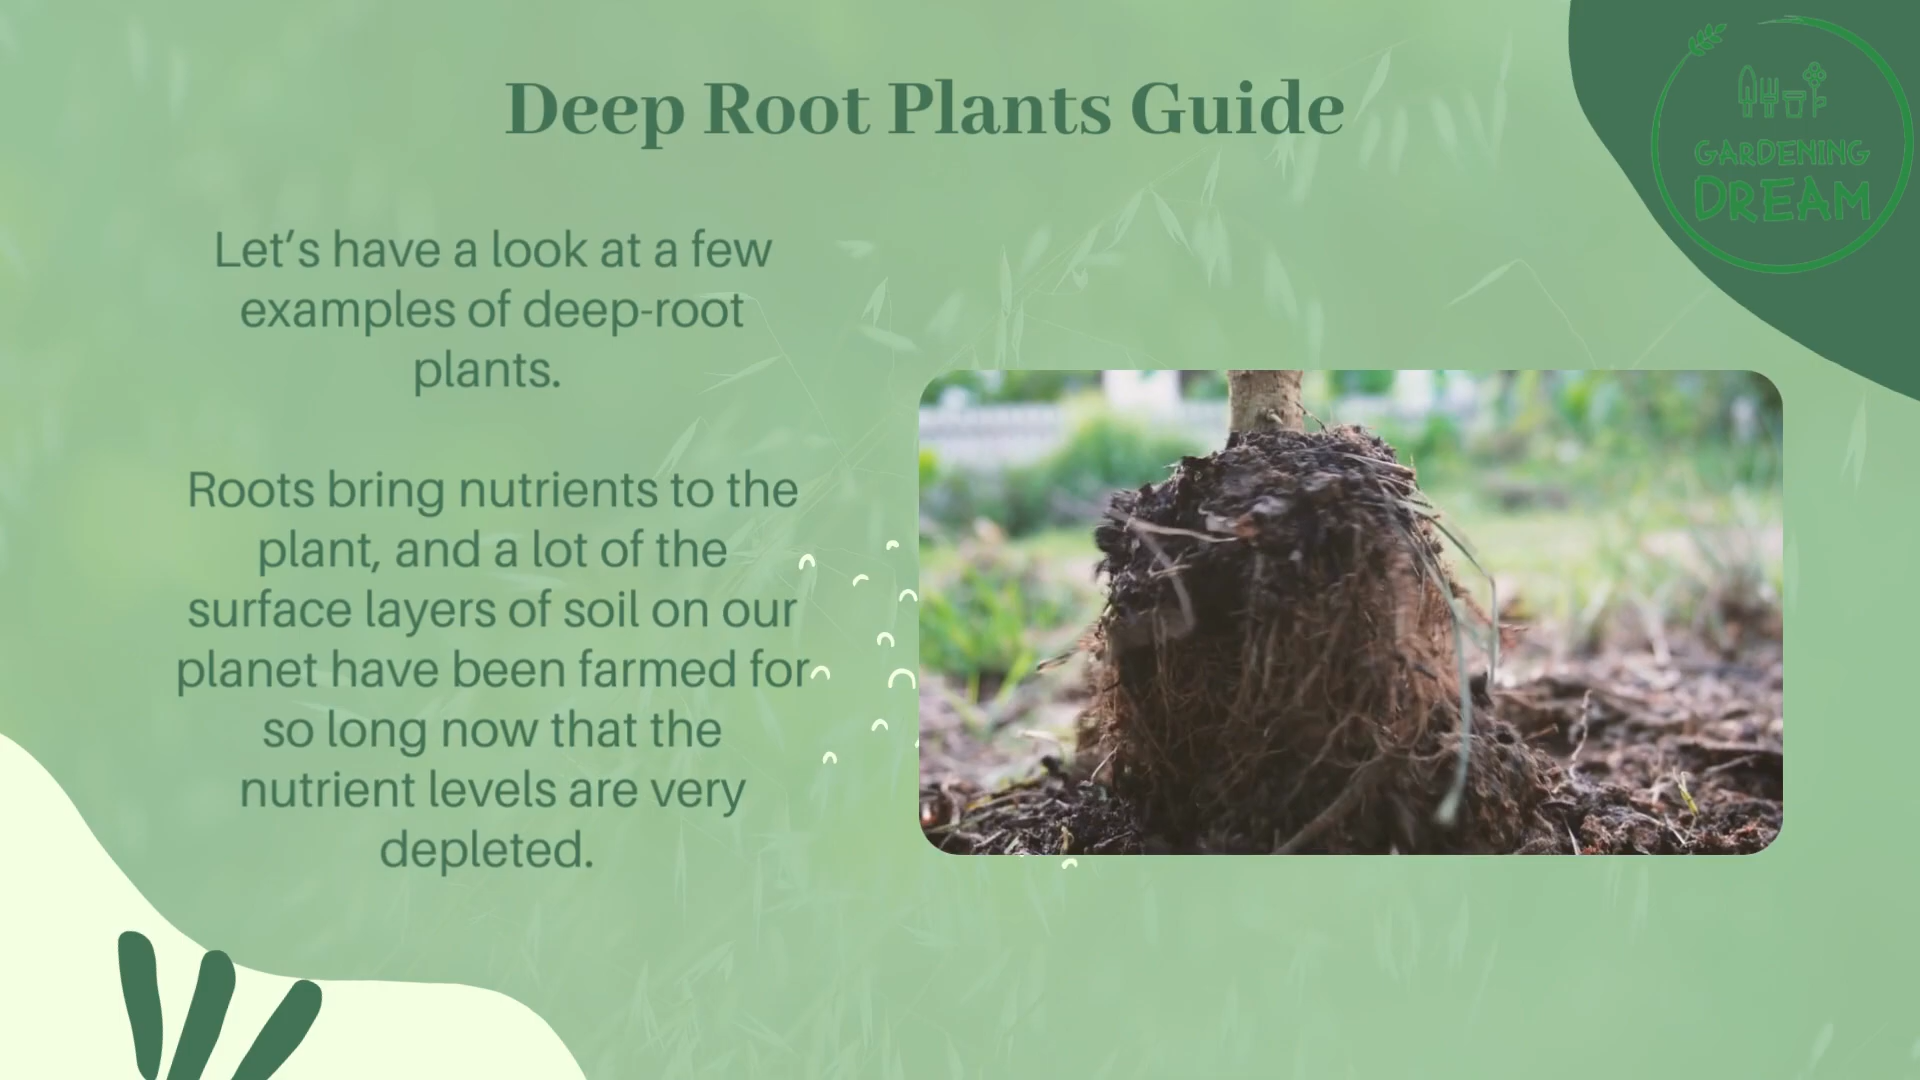 Deep Root Plants Guide
GARDENING
DREAM
Let’s have a look at a few
examples of deep-root
plants.
Roots bring nutrients to the
plant, and a lot of the
surface layers of soil on our
planet have been farmed for
so long now that the
nutrient levels are very
depleted.